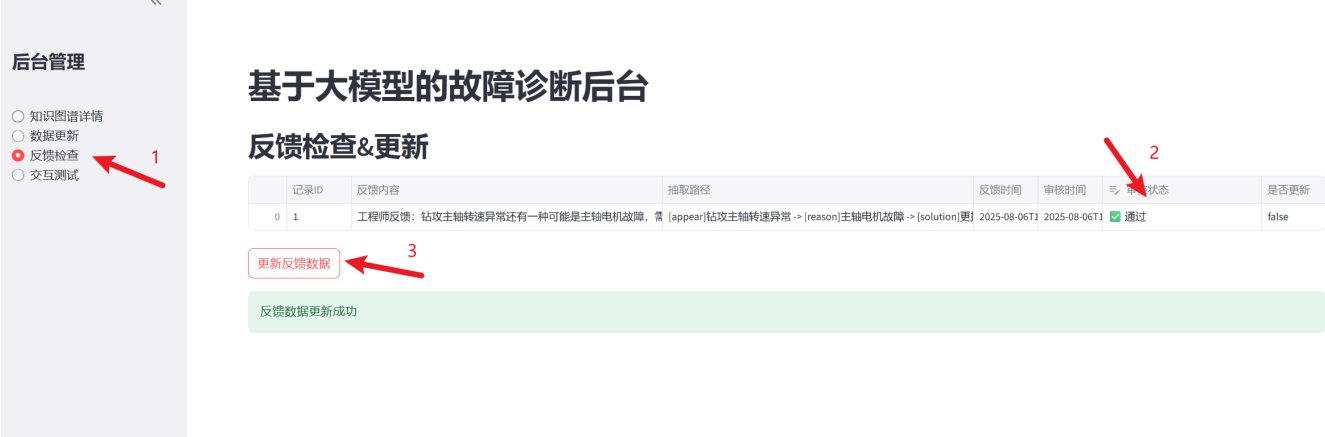 后台管理
知识图谱详情
数据更新
反馈检查
交互测试
1
基于大模型的故障诊断后台
反馈检查&更新
2
记录ID 反馈内容 抽取路径 反馈时间 审核时间 审核状态 是否更新
0 1 工程师反馈：钻攻主轴转速异常还有一种可能是主轴电机故障，需 [appear]钻攻主轴转速异常 -> [reason]主轴电机故障 -> [solution]更 2025-08-06T1 2025-08-06T1 ✅ 通过 false
更新反馈数据
3
反馈数据更新成功